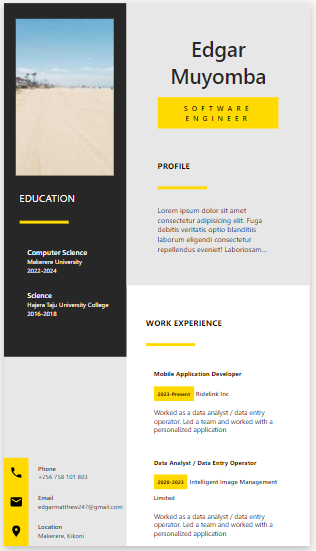 Edgar
Muyomba
SOFTWARE
ENGINEER
PROFILE
Lorem ipsum dolor sit amet
consectetur adipisicing elit. Fuga
debitis veritatis optio blanditiis
laborum eligendi consectetur
repellendus eveniet! Laboriosam...
EDUCATION
Computer Science
Makerere University
2022-2024
Science
Hajera Taju University College
2016-2018
WORK EXPERIENCE
Mobile Application Developer
2023-Present Ridelink Inc
Worked as a data analyst / data entry
operator. Led a team and worked with a
personalized application
Data Analyst / Data Entry Operator
2020-2023 Intelligent Image Management
Limited
Worked as a data analyst / data entry
operator. Led a team and worked with a
personalized application
Phone
+256 758 101 803
Email
edgarmatthew247@gmail.com
Location
Makerere, Kikoni